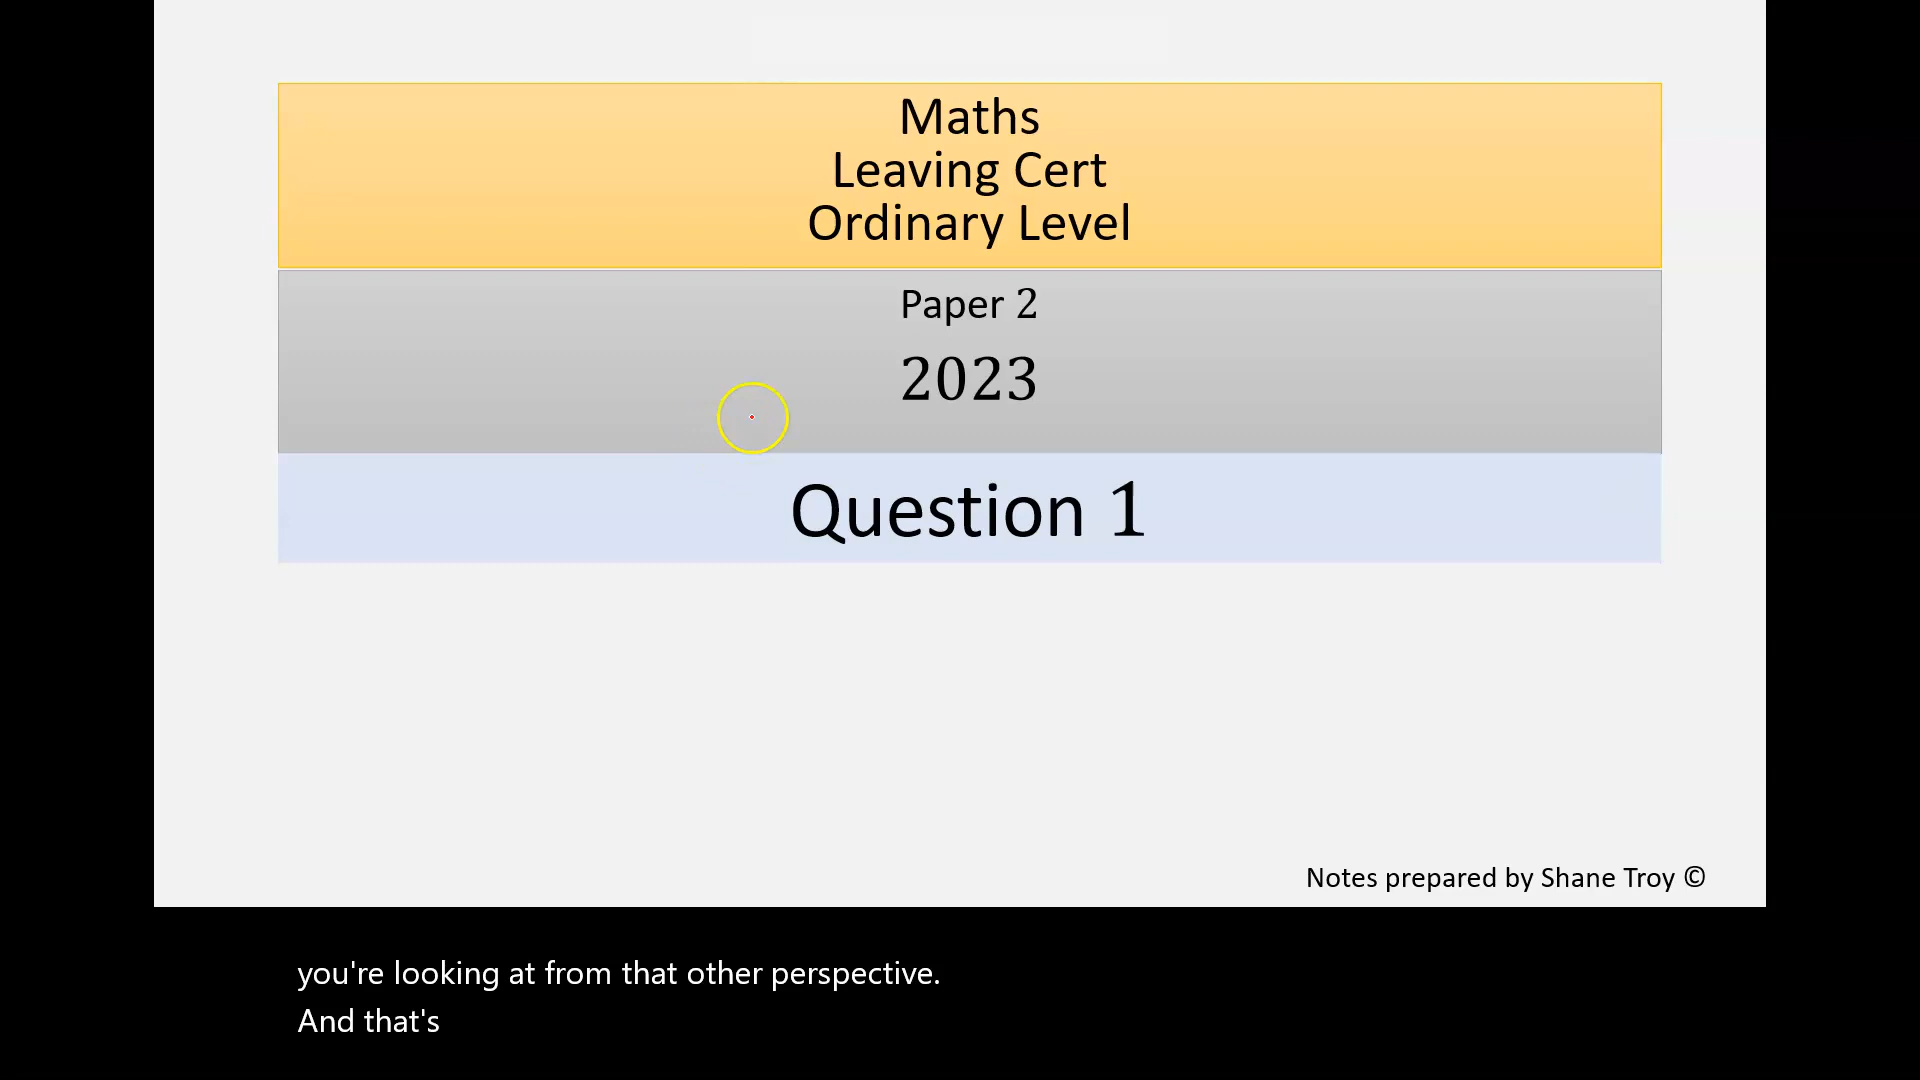 Maths
Leaving Cert
Ordinary Level
Paper 2
2023
Question 1
Notes prepared by Shane Troy ©
you're looking at from that other perspective.
And that's